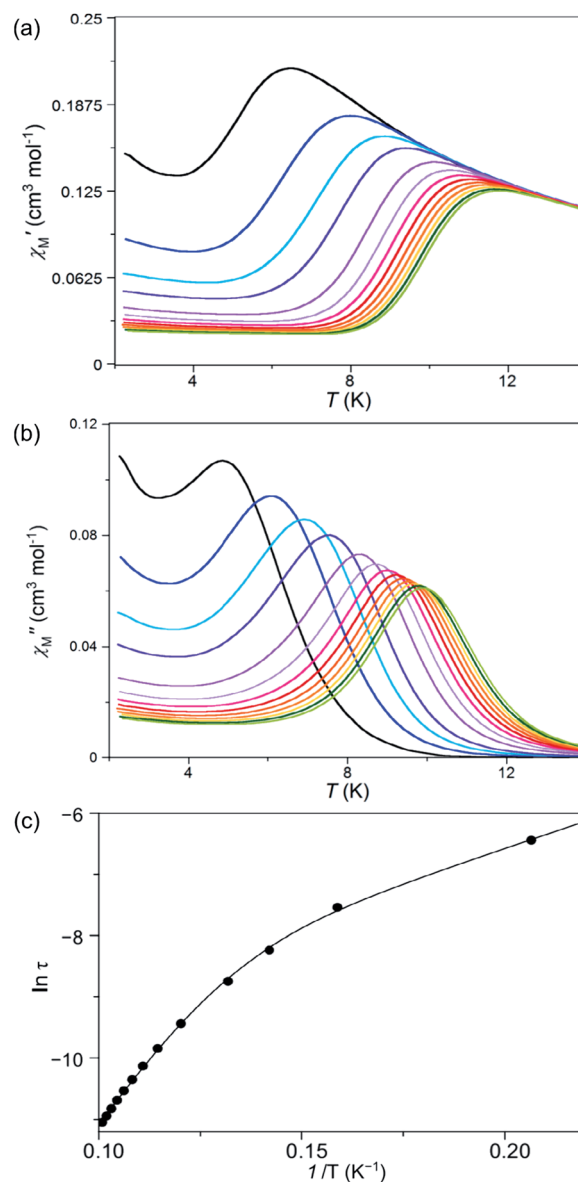 (a)
0.25
0.1875
0.125
0.0625
0
χM′ (cm³ mol⁻¹)
4
8
12
T (K)
(b)
0.12
0.08
0.04
0
χM″ (cm³ mol⁻¹)
4
8
12
T (K)
(c)
−6
−8
−10
ln τ
0.10
0.15
0.20
1/T (K⁻¹)